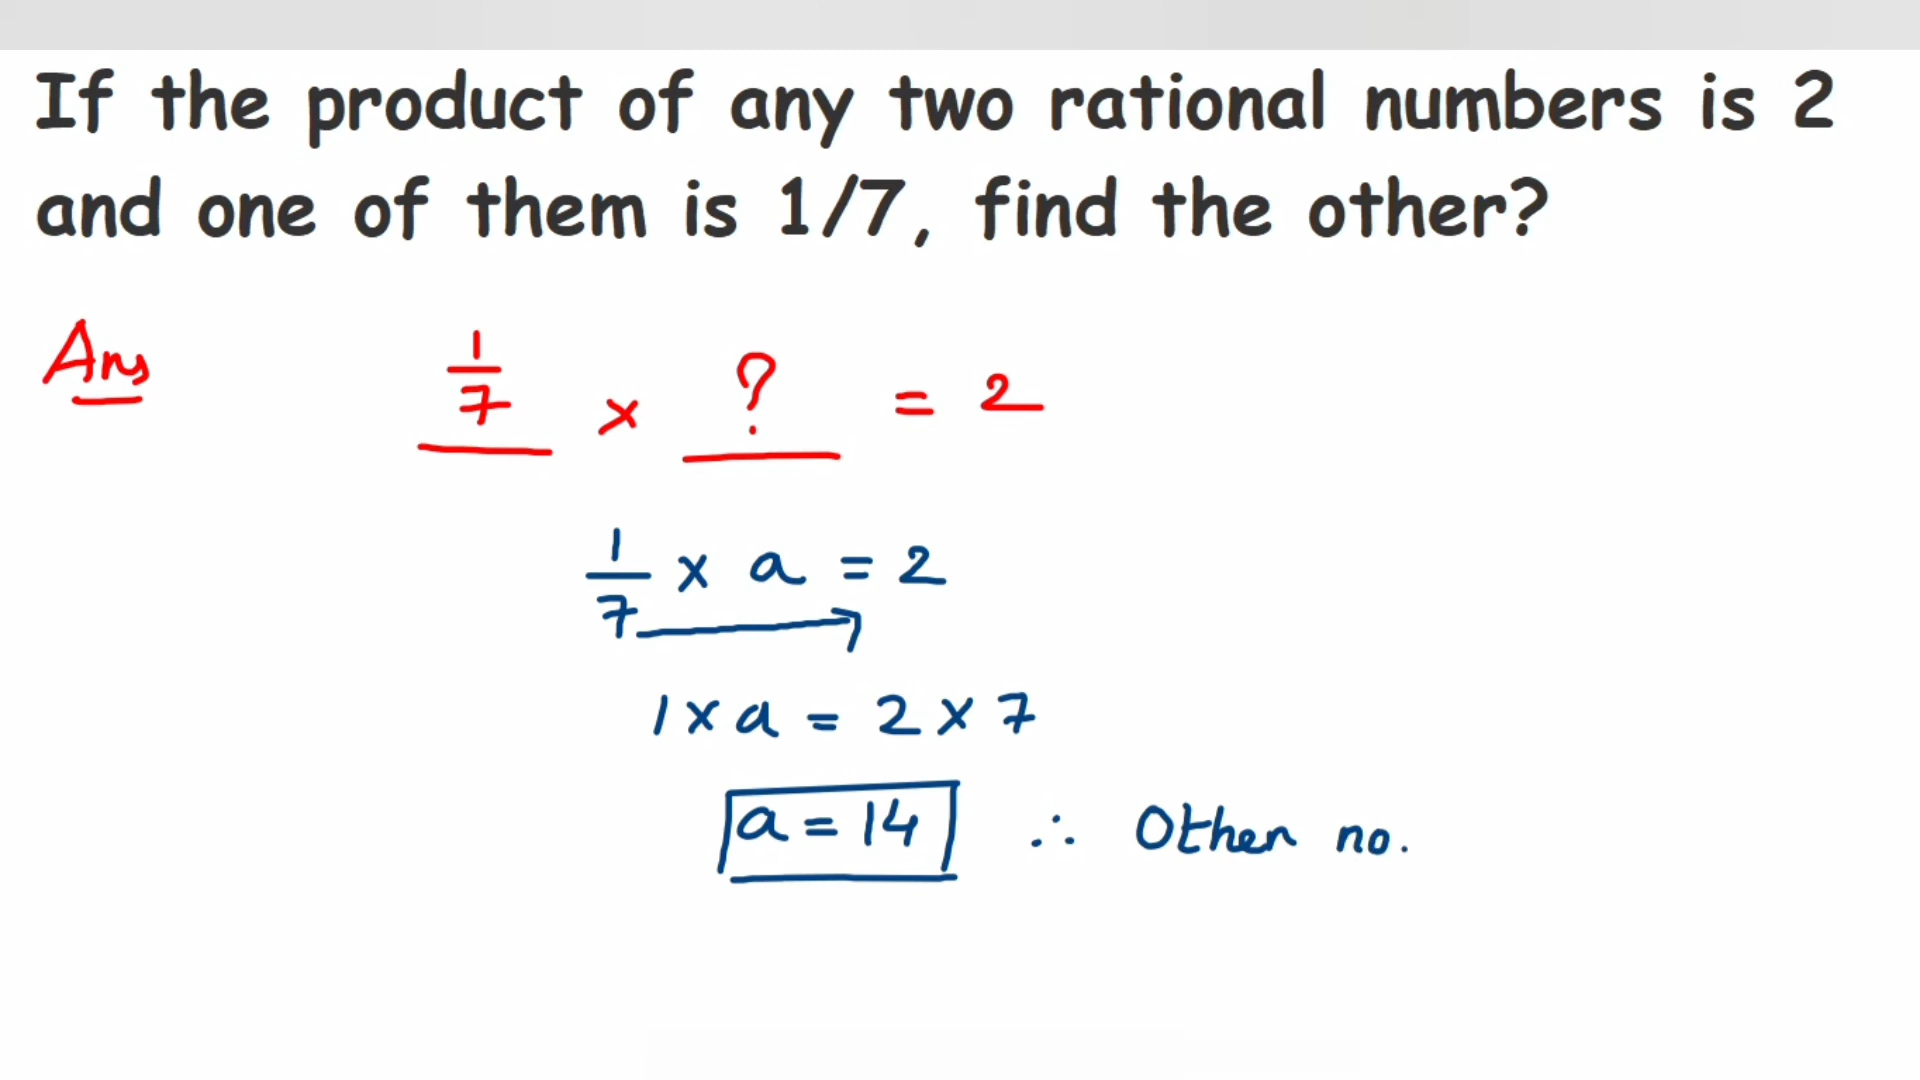 If the product of any two rational numbers is 2
and one of them is 1/7, find the other?
Ans
1/7 × ? = 2
1/7 × a = 2
1 × a = 2 × 7
a = 14 ∴ Other no.